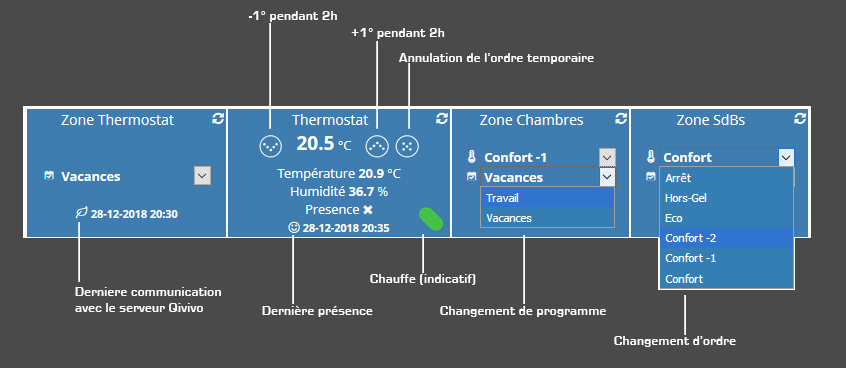 -1° pendant 2h
+1° pendant 2h
Annulation de l'ordre temporaire
Zone Thermostat
Vacances
28-12-2018 20:30
Thermostat
20.5 °C
Température 20.9 °C
Humidité 36.7 %
Presence ✖
28-12-2018 20:35
Zone Chambres
Confort -1
Vacances
Travail
Vacances
Zone SdBs
Confort
Arrêt
Hors-Gel
Eco
Confort -2
Confort -1
Confort
Derniere communication
avec le serveur Qivivo
Dernière présence
Chauffe (indicatif)
Changement de programme
Changement d'ordre